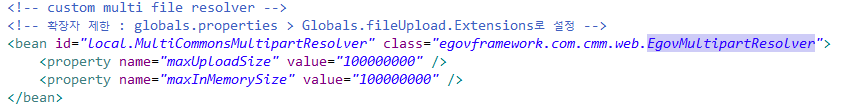 <!-- custom multi file resolver -->
<!-- 확장자 제한 : globals.properties > Globals.fileUpload.Extensions로 설정 -->
<bean id="local.MultiCommonsMultipartResolver" class="egovframework.com.cmm.web.EgovMultipartResolver">
    <property name="maxUploadSize" value="100000000" />
    <property name="maxInMemorySize" value="100000000" />
</bean>